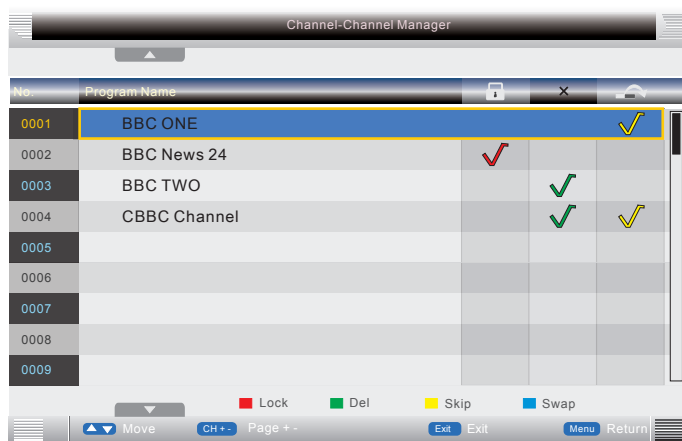 Channel-Channel Manager
No. Program Name ×
0001 BBC ONE
0002 BBC News 24
0003 BBC TWO
0004 CBBC Channel
0005
0006
0007
0008
0009
Lock Del Skip Swap
Move CH + - Page + - Exit Exit Menu Return